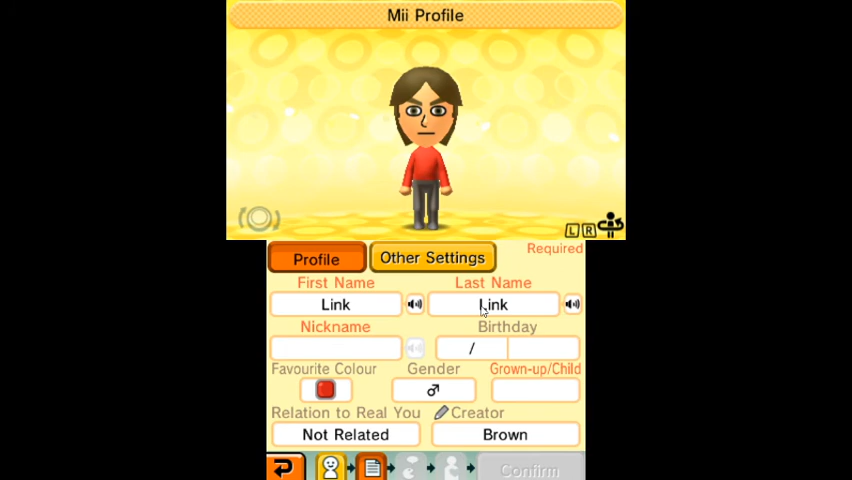 Mii Profile
L R
Profile
Other Settings
Required
First Name
Last Name
Link
Link
Nickname
Birthday
/
Favourite Colour
Gender
Grown-up/Child
♂
Relation to Real You
Creator
Not Related
Brown
Confirm